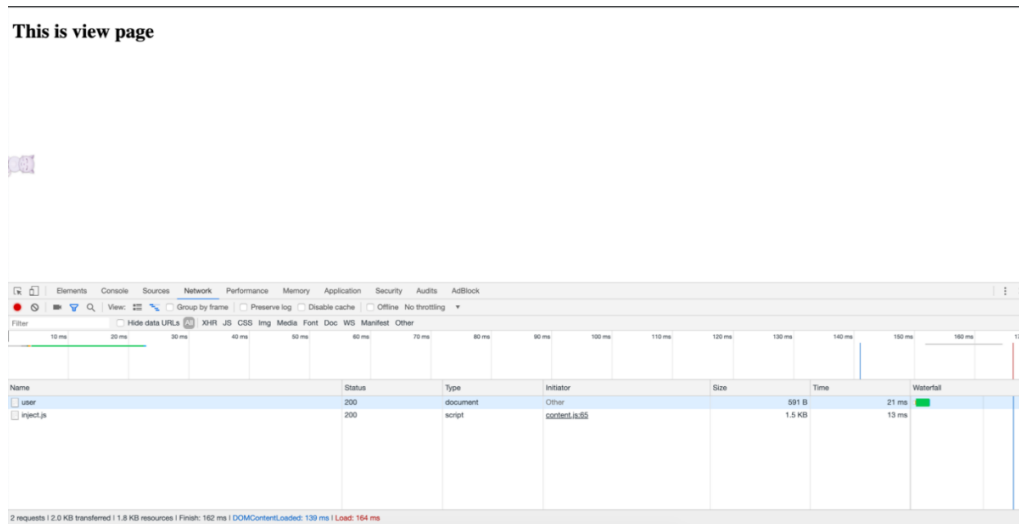 This is view page
Elements Console Sources Network Performance Memory Application Security Audits AdBlock
View: Group by frame Preserve log Disable cache Offline No throttling
Filter Hide data URLs All XHR JS CSS Img Media Font Doc WS Manifest Other
10 ms 20 ms 30 ms 40 ms 50 ms 60 ms 70 ms 80 ms 90 ms 100 ms 110 ms 120 ms 130 ms 140 ms 150 ms 160 ms
Name Status Type Initiator Size Time Waterfall
user 200 document Other 591 B 21 ms
inject.js 200 script content.js:65 1.5 KB 13 ms
2 requests | 2.0 KB transferred | 1.8 KB resources | Finish: 162 ms | DOMContentLoaded: 139 ms | Load: 164 ms